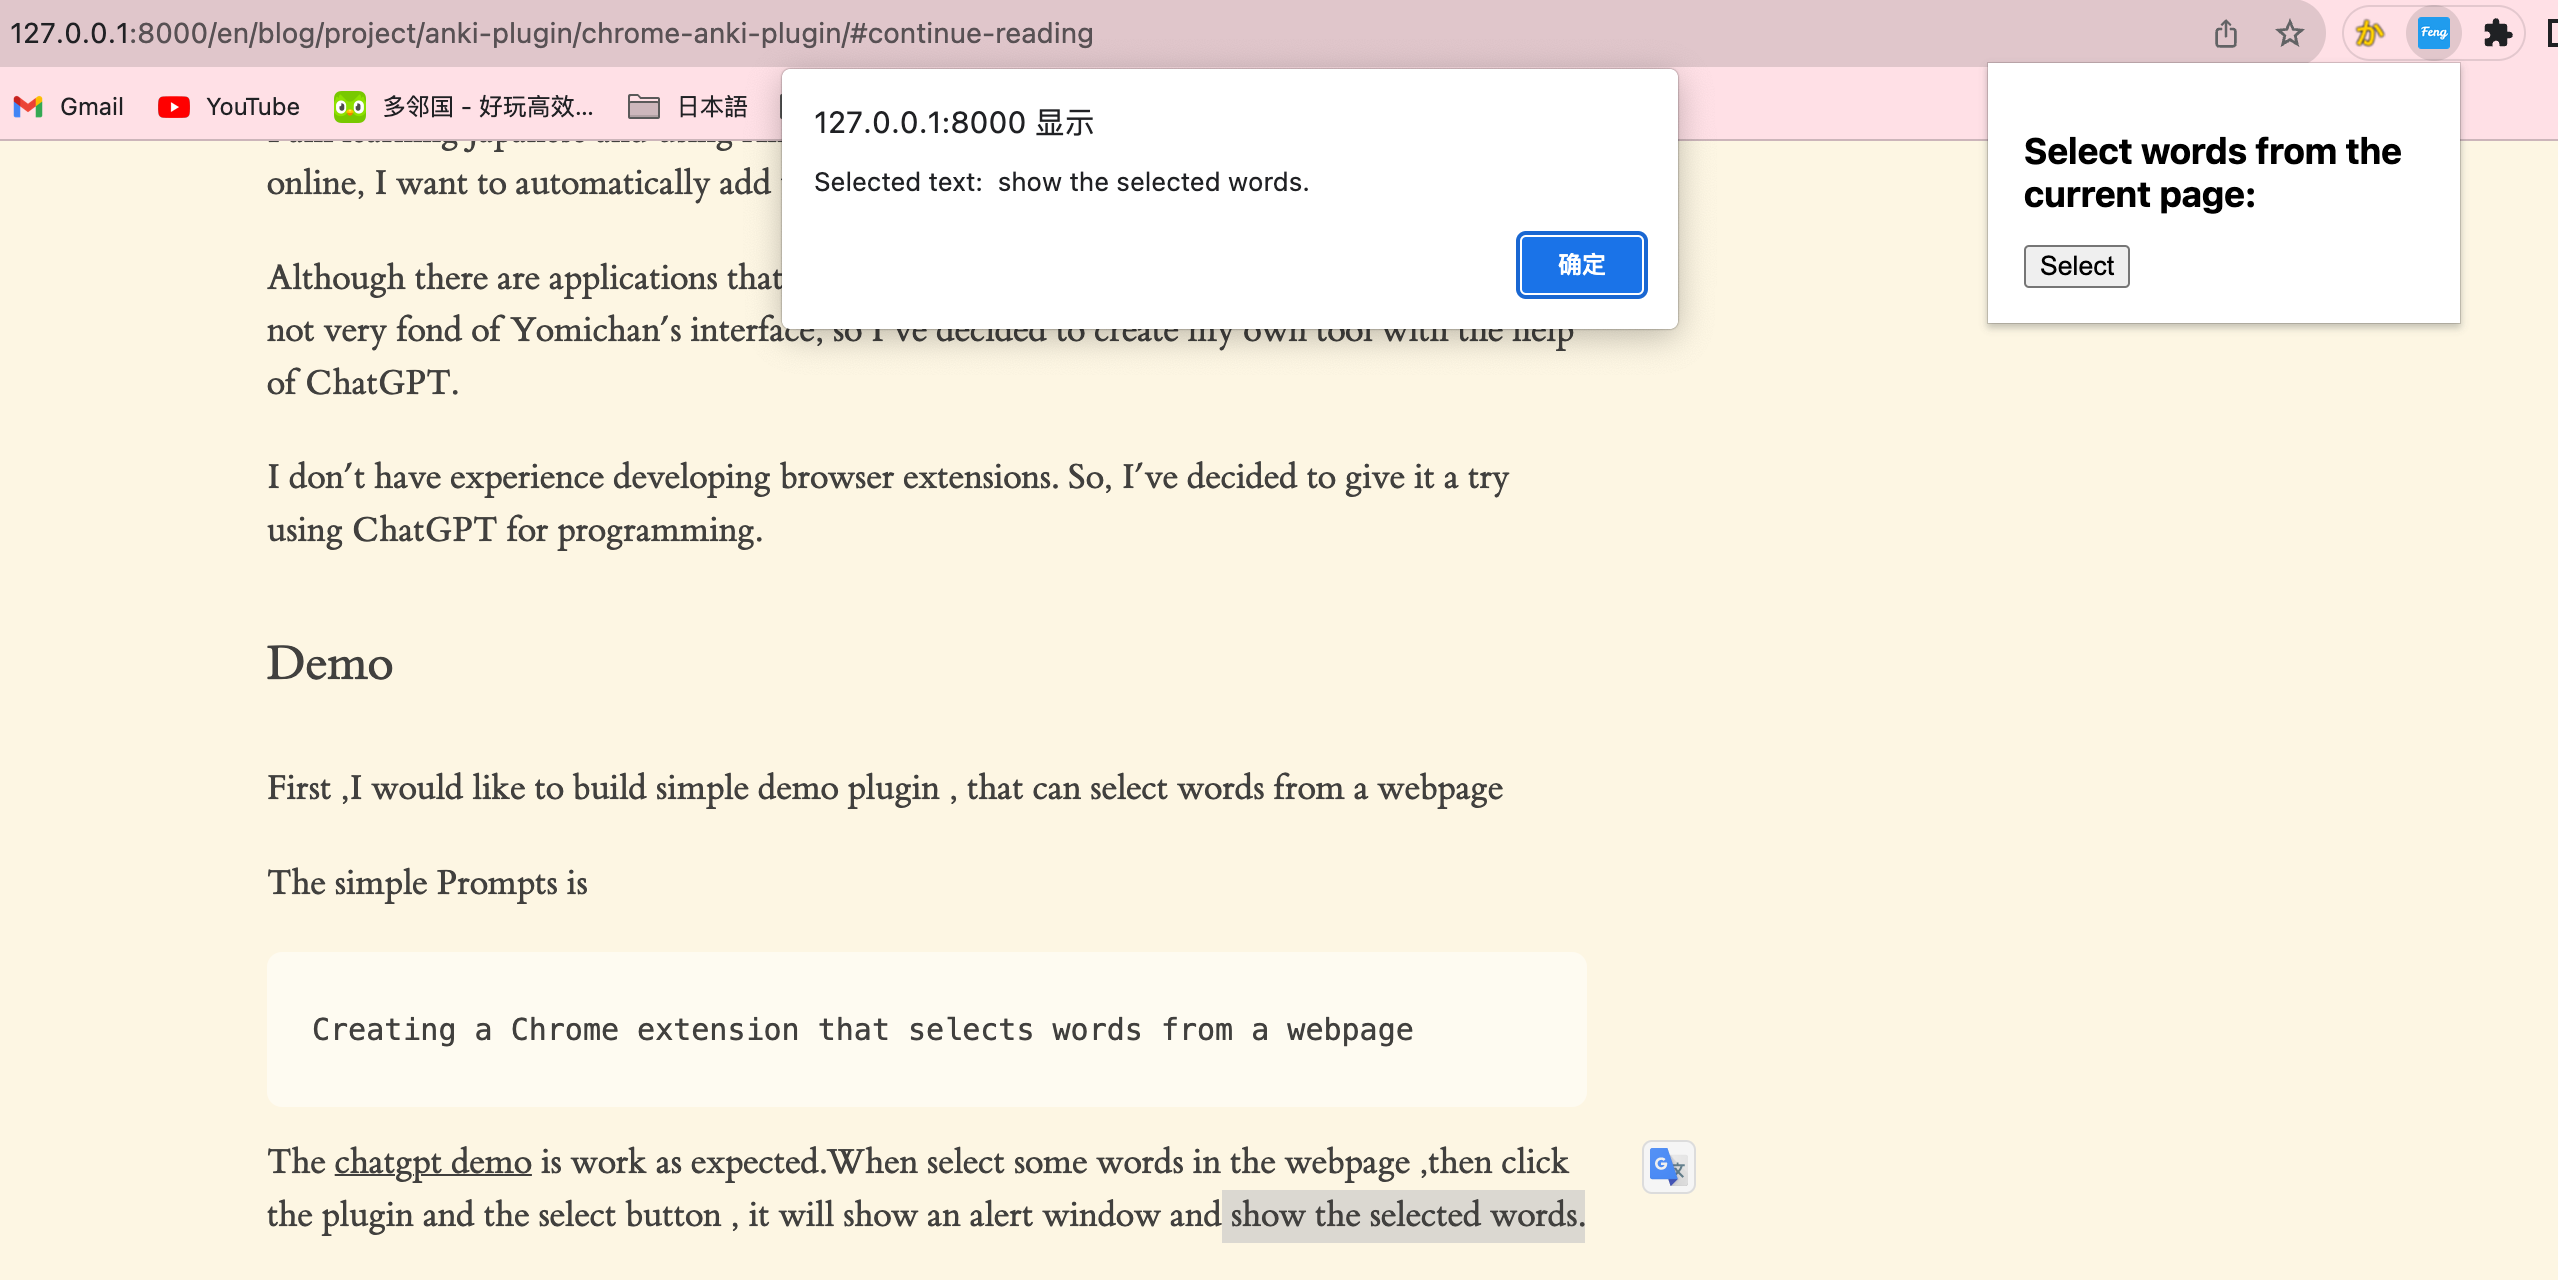 127.0.0.1:8000/en/blog/project/anki-plugin/chrome-anki-plugin/#continue-reading
か
Feng
Gmail
YouTube
多邻国 - 好玩高效...
日本語
127.0.0.1:8000 显示
Selected text:  show the selected words.
确定
Select words from the
current page:
Select
I am learning Japanese and using
online, I want to automatically add
Although there are applications that
not very fond of Yomichan's interface, so I've decided to create my own tool with the help
of ChatGPT.
I don't have experience developing browser extensions. So, I've decided to give it a try
using ChatGPT for programming.
Demo
First ,I would like to build simple demo plugin , that can select words from a webpage
The simple Prompts is
Creating a Chrome extension that selects words from a webpage
The chatgpt demo is work as expected.When select some words in the webpage ,then click
the plugin and the select button , it will show an alert window and show the selected words.
G 文